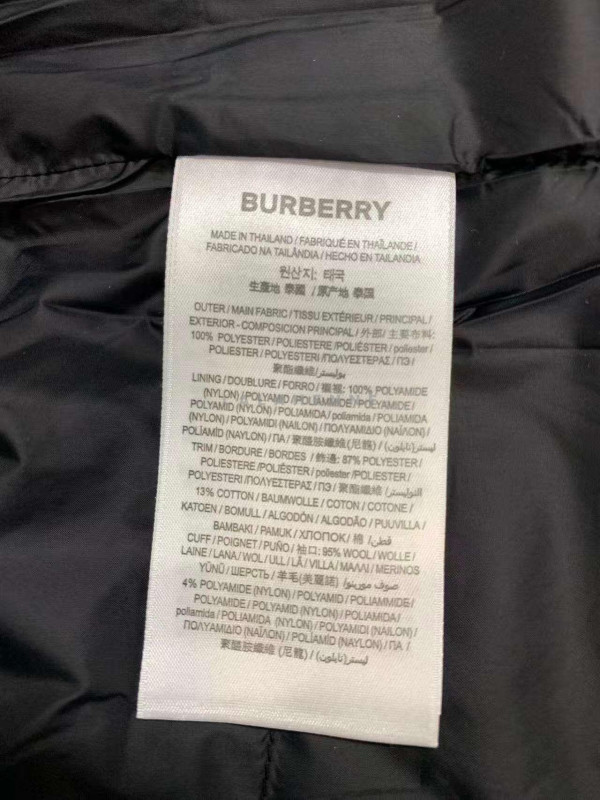 BURBERRY
MADE IN THAILAND / FABRIQUÉ EN THAÏLANDE /
FABRICADO NA TAILÂNDIA / HECHO EN TAILANDIA
원산지: 태국
生產地 泰國 / 原产地 泰国
OUTER / MAIN FABRIC / TISSU EXTÉRIEUR / PRINCIPAL /
EXTERIOR - COMPOSICION PRINCIPAL / 外部/ 主要布料:
100% POLYESTER / POLIESTERE /POLIÉSTER / poliester /
POLIESTER / POLYESTERI /ΠΟΛΥΕΣΤΕΡΑΣ / ПЭ /
聚酯纖維/بوليستر
LINING / DOUBLURE / FORRO / 襯裡: 100% POLYAMIDE
(NYLON) /POLYAMID /POLIAMMIDE /POLYAMIDE /
POLYAMID (NYLON) / POLIAMIDA / poliamida / POLIAMIDA
(NYLON) / POLYAMIDI (NAILON) / ΠΟΛΥΑΜΙΔΙΟ (ΝΑΪΛΟΝ) /
POLİAMİD (NAYLON) / ПА / 聚醯胺纖維(尼龍) / ليستر(نايلون)
TRIM / BORDURE / BORDES / 飾邊: 87% POLYESTER /
POLIESTERE /POLIÉSTER / poliester /POLIESTER /
POLYESTERI /ΠΟΛΥΕΣΤΕΡΑΣ / ПЭ / 聚酯纖維 /التوليستر
13% COTTON / BAUMWOLLE / COTON / COTONE /
KATOEN / BOMULL / ALGODÓN / ALGODÃO / PUUVILLA /
BAMBAKI / PAMUK / ХЛОПОК / 棉 /قطن
CUFF / POIGNET / PUÑO / 袖口: 95% WOOL / WOLLE /
LAINE / LANA / WOL / ULL / LÃ / VILLA / ΜΑΛΛΙ / MERINOS
YÜNÜ / ШЕРСТЬ / 羊毛(美麗諾) /صوف مورينو
4% POLYAMIDE (NYLON) / POLYAMID / POLIAMMIDE /
POLYAMIDE / POLYAMID (NYLON) / POLIAMIDA /
poliamida / POLIAMIDA (NYLON) / POLYAMIDI (NAILON) /
ΠΟΛΥΑΜΙΔΙΟ (ΝΑΪΛΟΝ) / POLİAMİD (NAYLON) / ПА /
聚醯胺纖維 (尼龍) / ليستر(نايلون)